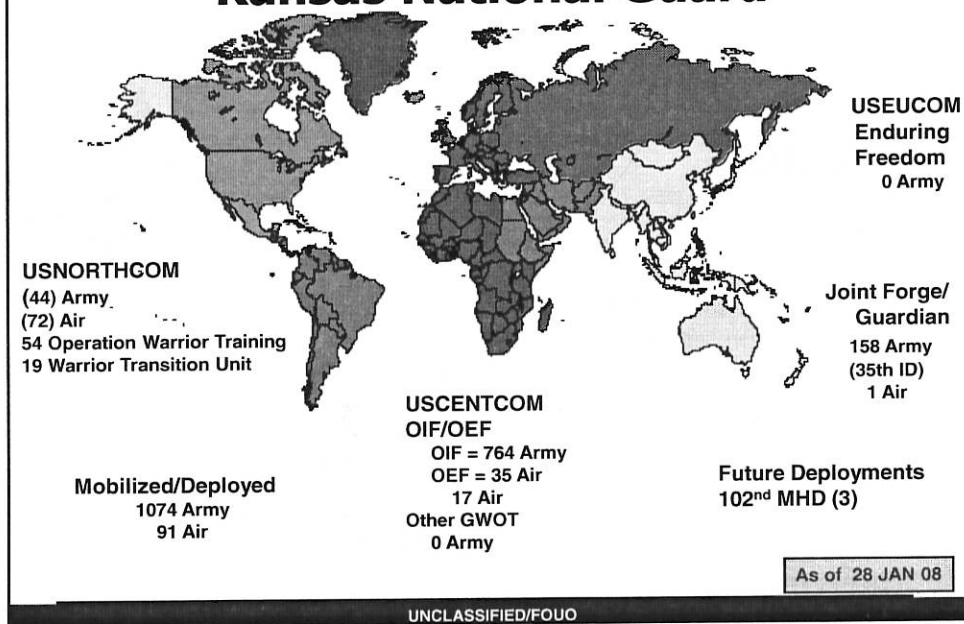 Kansas National Guard
USEUCOM
Enduring
Freedom
0 Army
USNORTHCOM
(44) Army
(72) Air
54 Operation Warrior Training
19 Warrior Transition Unit
Joint Forge/
Guardian
158 Army
(35th ID)
1 Air
USCENTCOM
OIF/OEF
OIF = 764 Army
OEF = 35 Air
17 Air
Other GWOT
0 Army
Mobilized/Deployed
1074 Army
91 Air
Future Deployments
102nd MHD (3)
As of 28 JAN 08
UNCLASSIFIED/FOUO